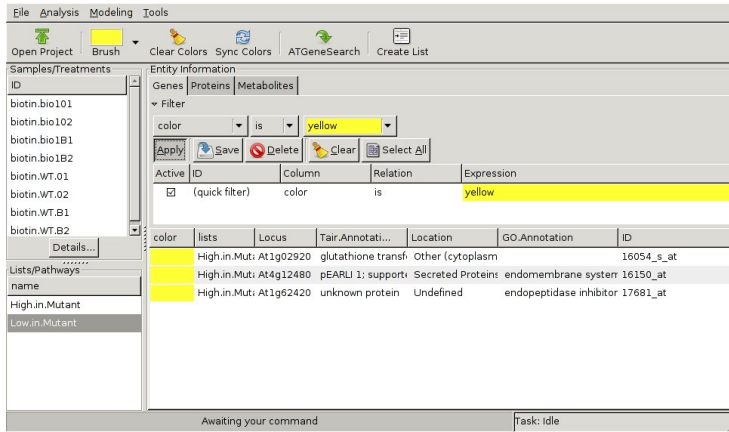 File Analysis Modeling Tools
Open Project Brush Clear Colors Sync Colors ATGeneSearch Create List
Samples/Treatments
ID
biotin.bio101
biotin.bio102
biotin.bio1B1
biotin.bio1B2
biotin.WT.01
biotin.WT.02
biotin.WT.B1
biotin.WT.B2
Details...
Lists/Pathways
name
High.in.Mutant
Low.in.Mutant
Entity Information
Genes Proteins Metabolites
Filter
color is yellow
Apply Save Delete Clear Select All
Active ID Column Relation Expression
(quick filter) color is yellow
color lists Locus Tair.Annotati... Location GO.Annotation ID
High.in.Muta At1g02920 glutathione transfe Other (cytoplasm 16054_s_at
High.in.Muta At4g12480 pEARLI 1; supporte Secreted Proteins endomembrane system 16150_at
High.in.Muta At1g62420 unknown protein Undefined endopeptidase inhibitor 17681_at
Awaiting your command Task: Idle